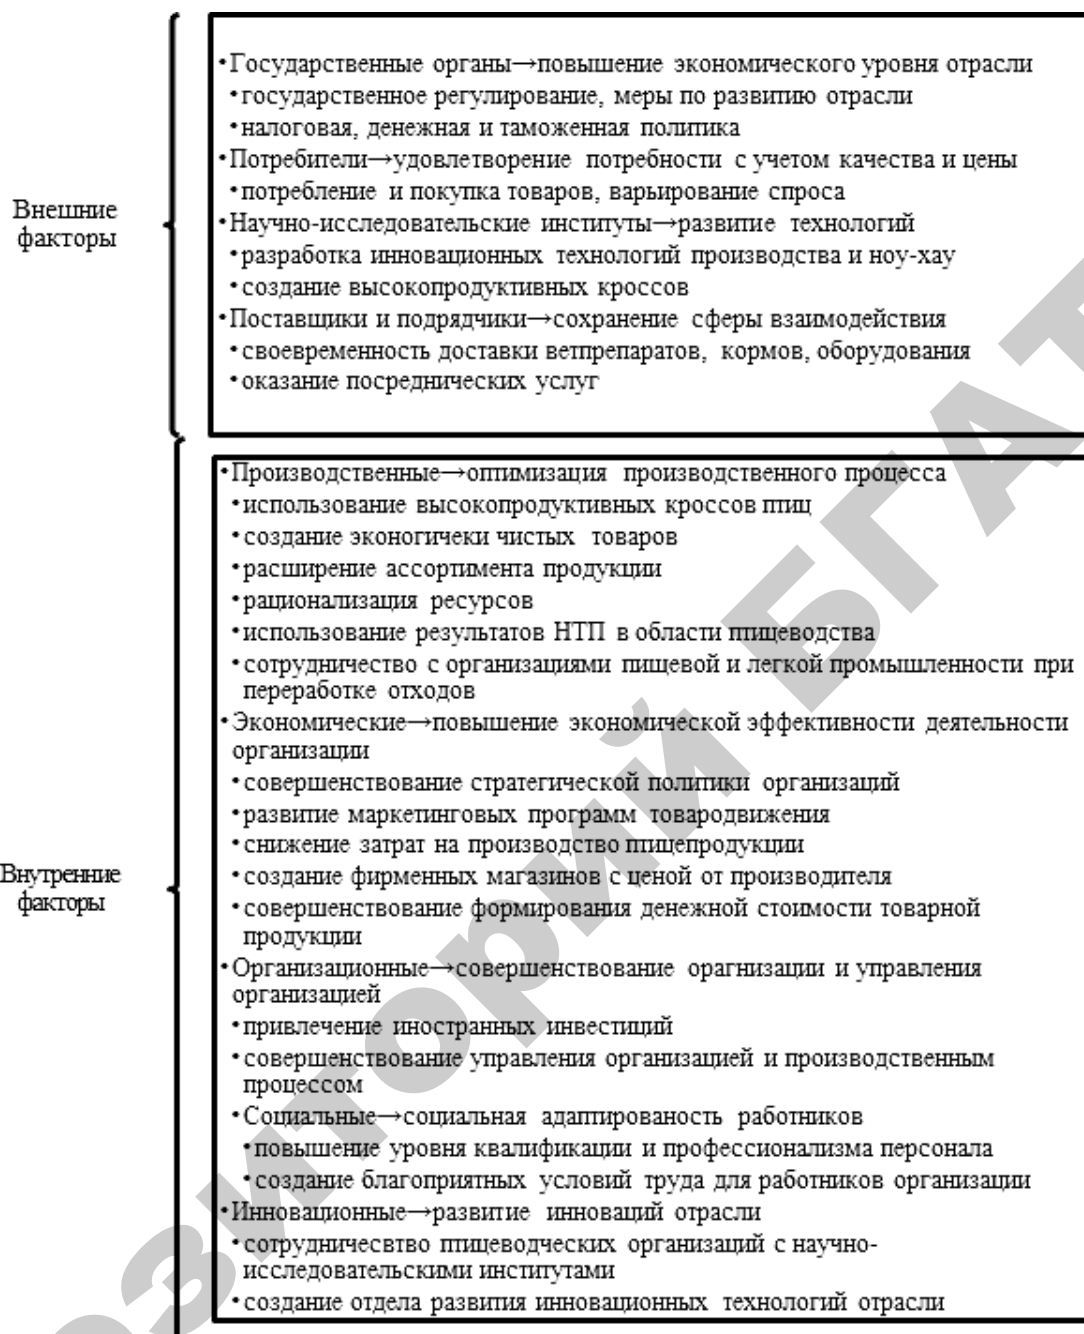 Внешние
факторы
•Государственные органы→повышение экономического уровня отрасли
•государственное регулирование, меры по развитию отрасли
•налоговая, денежная и таможенная политика
•Потребители→удовлетворение потребности с учетом качества и цены
•потребление и покупка товаров, варьирование спроса
•Научно-исследовательские институты→развитие технологий
•разработка инновационных технологий производства и ноу-хау
•создание высокопродуктивных кроссов
•Поставщики и подрядчики→сохранение сферы взаимодействия
•своевременность доставки ветпрепаратов, кормов, оборудования
•оказание посреднических услуг
Внутренние
факторы
•Производственные→оптимизация производственного процесса
•использование высокопродуктивных кроссов птиц
•создание эконогичеки чистых товаров
•расширение ассортимента продукции
•рационализация ресурсов
•использование результатов НТП в области птицеводства
•сотрудничество с организациями пищевой и легкой промышленности при
переработке отходов
•Экономические→повышение экономической эффективности деятельности
организации
•совершенствование стратегической политики организаций
•развитие маркетинговых программ товародвижения
•снижение затрат на производство птицепродукции
•создание фирменных магазинов с ценой от производителя
•совершенствование формирования денежной стоимости товарной
продукции
•Организационные→совершенствование орагнизации и управления
организацией
•привлечение иностранных инвестиций
•совершенствование управления организацией и производственным
процессом
•Социальные→социальная адаптированость работников
•повышение уровня квалификации и профессионализма персонала
•создание благоприятных условий труда для работников организации
•Инновационные→развитие инноваций отрасли
•сотрудничесвтво птицеводческих организаций с научно-
исследовательскими институтами
•создание отдела развития инновационных технологий отрасли